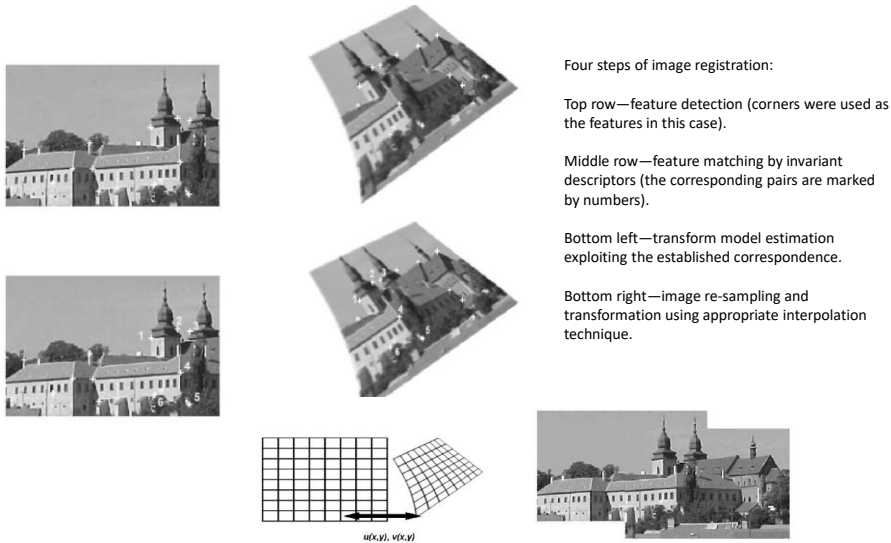 Four steps of image registration:
Top row—feature detection (corners were used as
the features in this case).
Middle row—feature matching by invariant
descriptors (the corresponding pairs are marked
by numbers).
Bottom left—transform model estimation
exploiting the established correspondence.
Bottom right—image re-sampling and
transformation using appropriate interpolation
technique.
1
2
4
6
5
2
4
5
6
u(x,y), v(x,y)